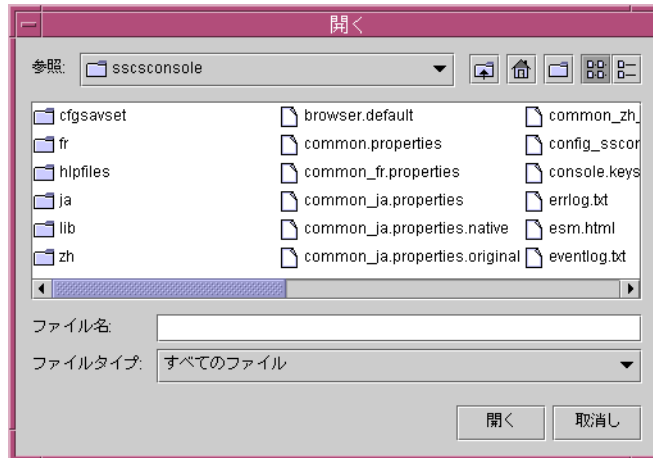 開く
参照: sscsconsole
cfgsavset browser.default common_zh_
fr common.properties config_sscor
hlpfiles common_fr.properties console.keys
ja common_ja.properties errlog.txt
lib common_ja.properties.native esm.html
zh common_ja.properties.original eventlog.txt
ファイル名:
ファイルタイプ: すべてのファイル
開く 取消し